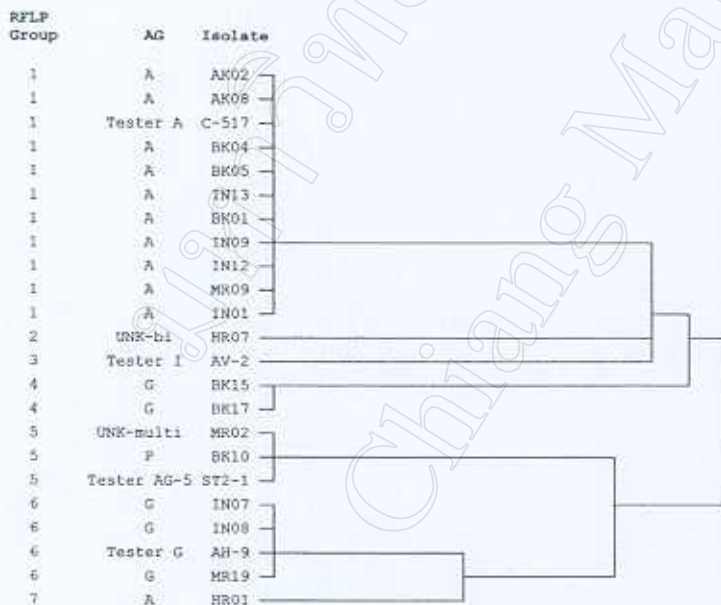 RFLP
Group AG Isolate
1 A AK02
1 A AK08
1 Tester A C-517
1 A BK04
1 A BK05
1 A IN13
1 A BK01
1 A IN09
1 A IN12
1 A MR09
1 A IN01
2 UNK-bi HR07
3 Tester I AV-2
4 G BK15
4 G BK17
5 UNK-multi MR02
5 P BK10
5 Tester AG-5 ST2-1
6 G IN07
6 G IN08
6 Tester G AH-9
6 G MR19
7 A HR01
Chiang Ma